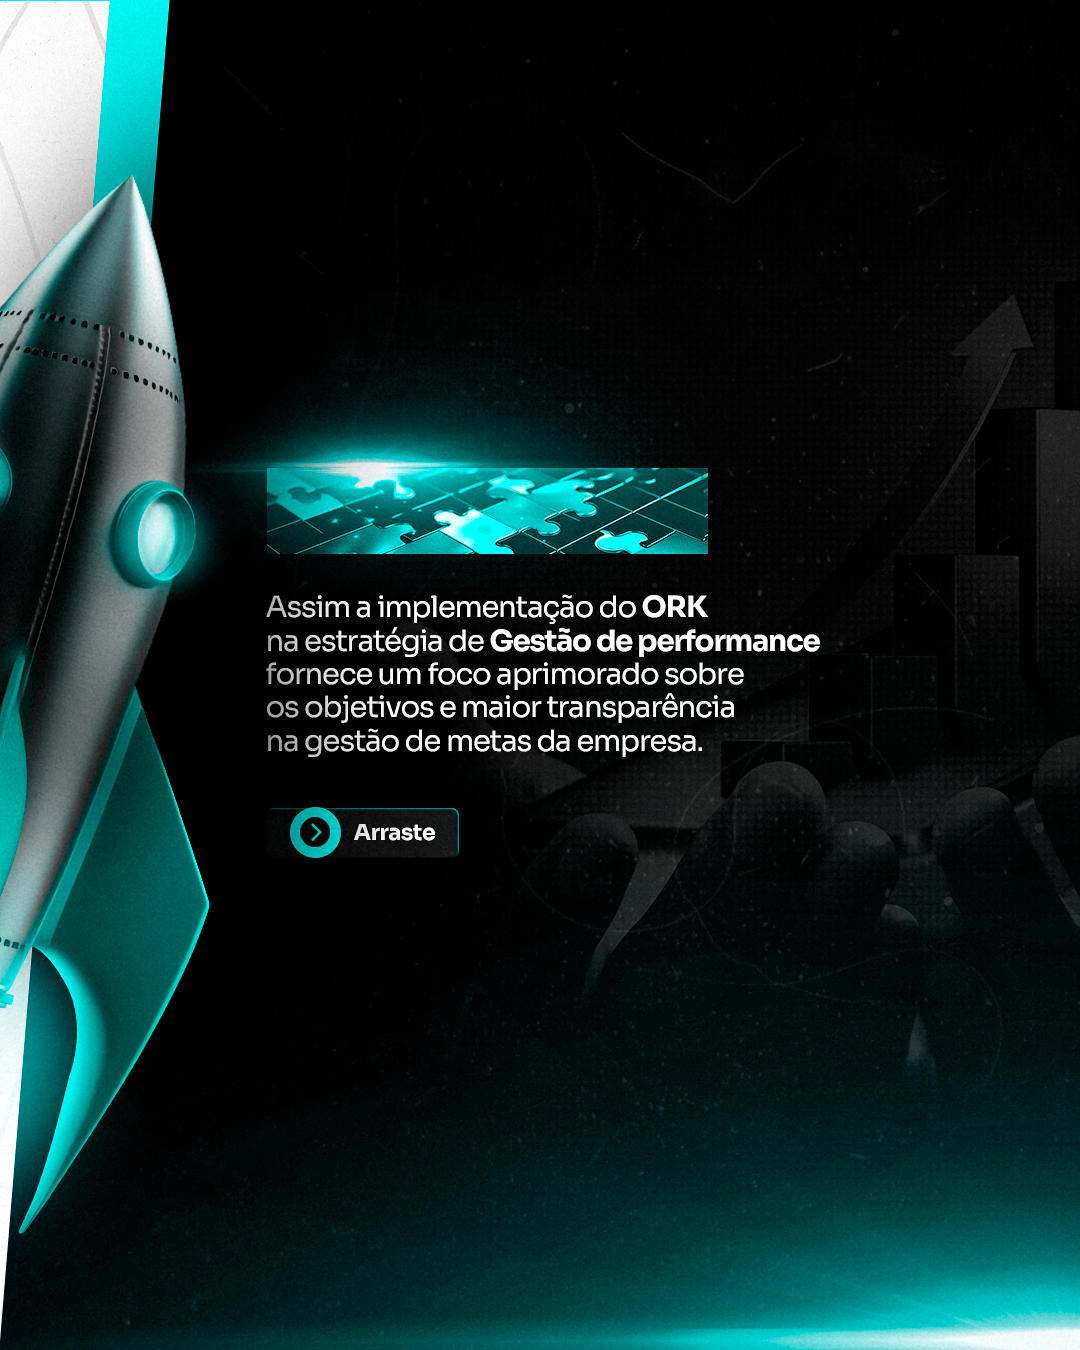 Assim a implementação do ORK
na estratégia de Gestão de performance
fornece um foco aprimorado sobre
os objetivos e maior transparência
na gestão de metas da empresa.
Arraste